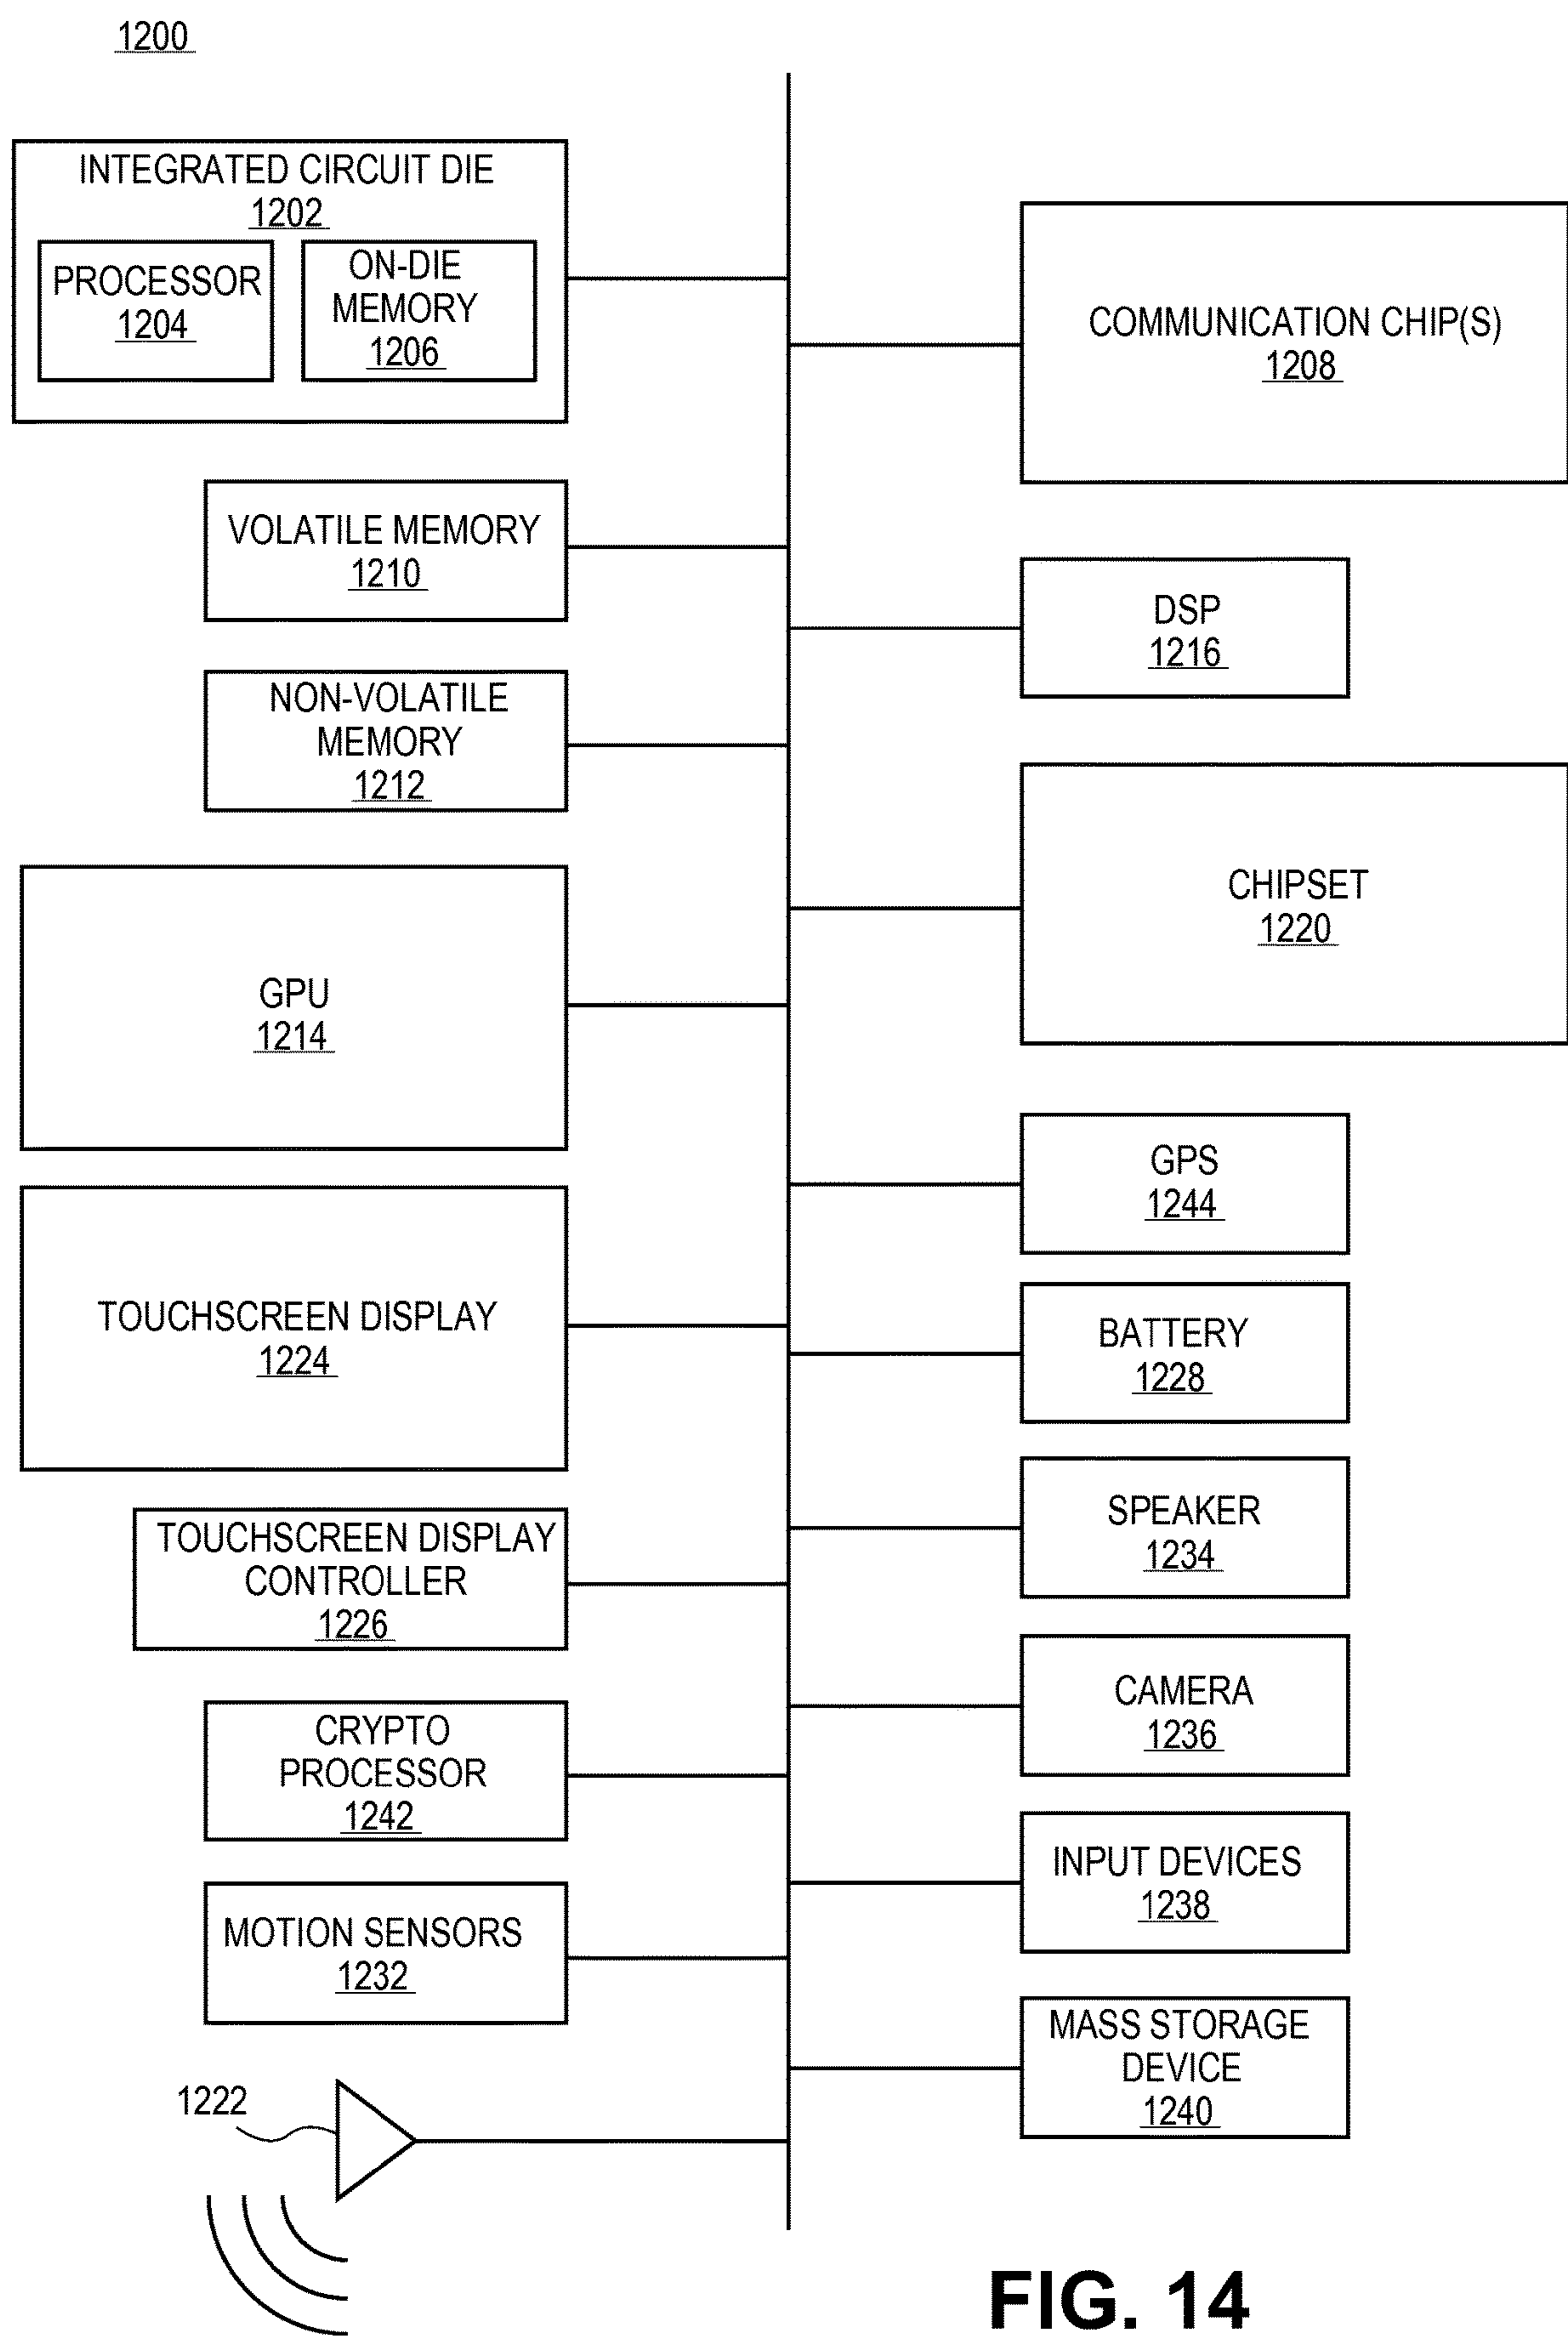 1200
INTEGRATED CIRCUIT DIE
1202
PROCESSOR
1204
ON-DIE
MEMORY
1206
VOLATILE MEMORY
1210
NON-VOLATILE
MEMORY
1212
GPU
1214
TOUCHSCREEN DISPLAY
1224
TOUCHSCREEN DISPLAY
CONTROLLER
1226
CRYPTO
PROCESSOR
1242
MOTION SENSORS
1232
1222
COMMUNICATION CHIP(S)
1208
DSP
1216
CHIPSET
1220
GPS
1244
BATTERY
1228
SPEAKER
1234
CAMERA
1236
INPUT DEVICES
1238
MASS STORAGE
DEVICE
1240
FIG. 14